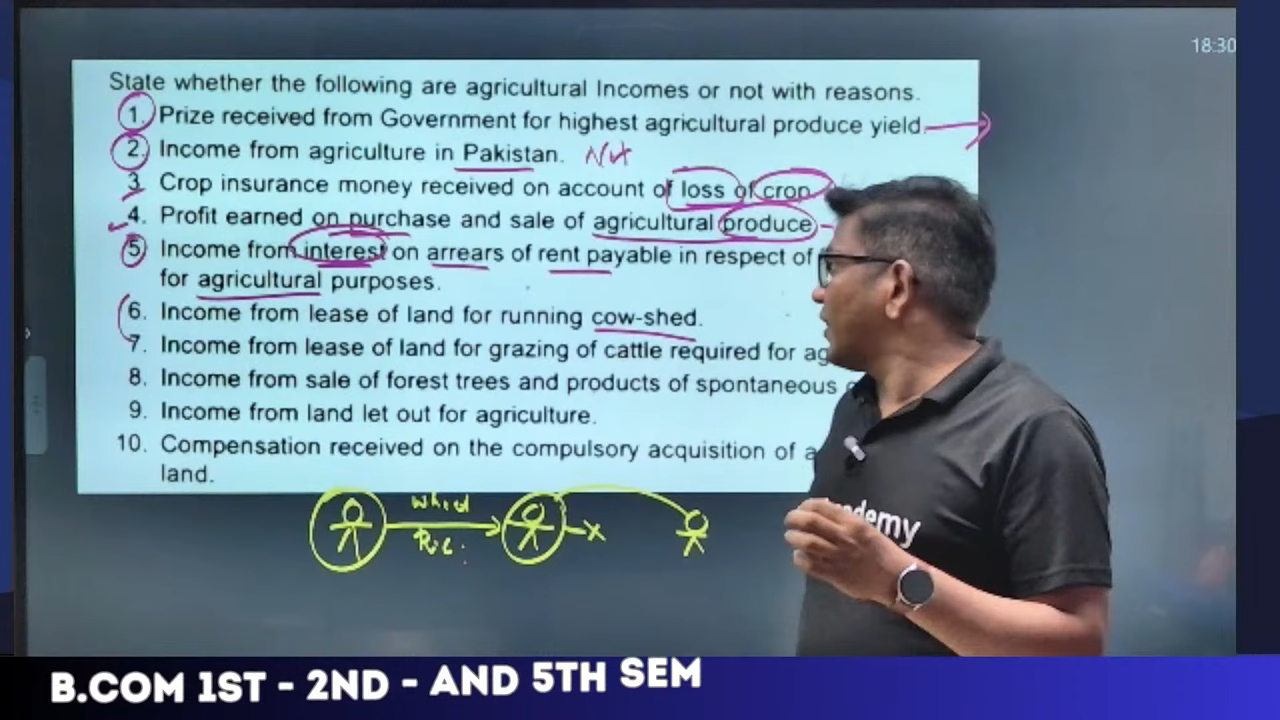 18:30
State whether the following are agricultural Incomes or not with reasons.
1. Prize received from Government for highest agricultural produce yield
2. Income from agriculture in Pakistan. Not
3. Crop insurance money received on account of loss of crop
4. Profit earned on purchase and sale of agricultural produce
5. Income from interest on arrears of rent payable in respect of
for agricultural purposes.
6. Income from lease of land for running cow-shed.
7. Income from lease of land for grazing of cattle required for ag
8. Income from sale of forest trees and products of spontaneous
9. Income from land let out for agriculture.
10. Compensation received on the compulsory acquisition of a
land.
ademy
B.COM 1ST - 2ND - AND 5TH SEM